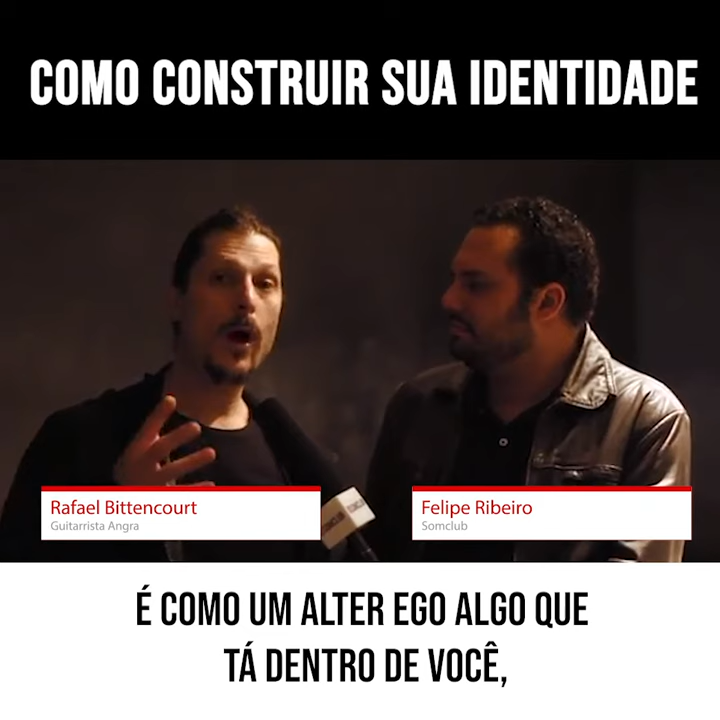 COMO CONSTRUIR SUA IDENTIDADE
Rafael Bittencourt
Guitarrista Angra
Felipe Ribeiro
Somclub
É COMO UM ALTER EGO ALGO QUE
TÁ DENTRO DE VOCÊ,